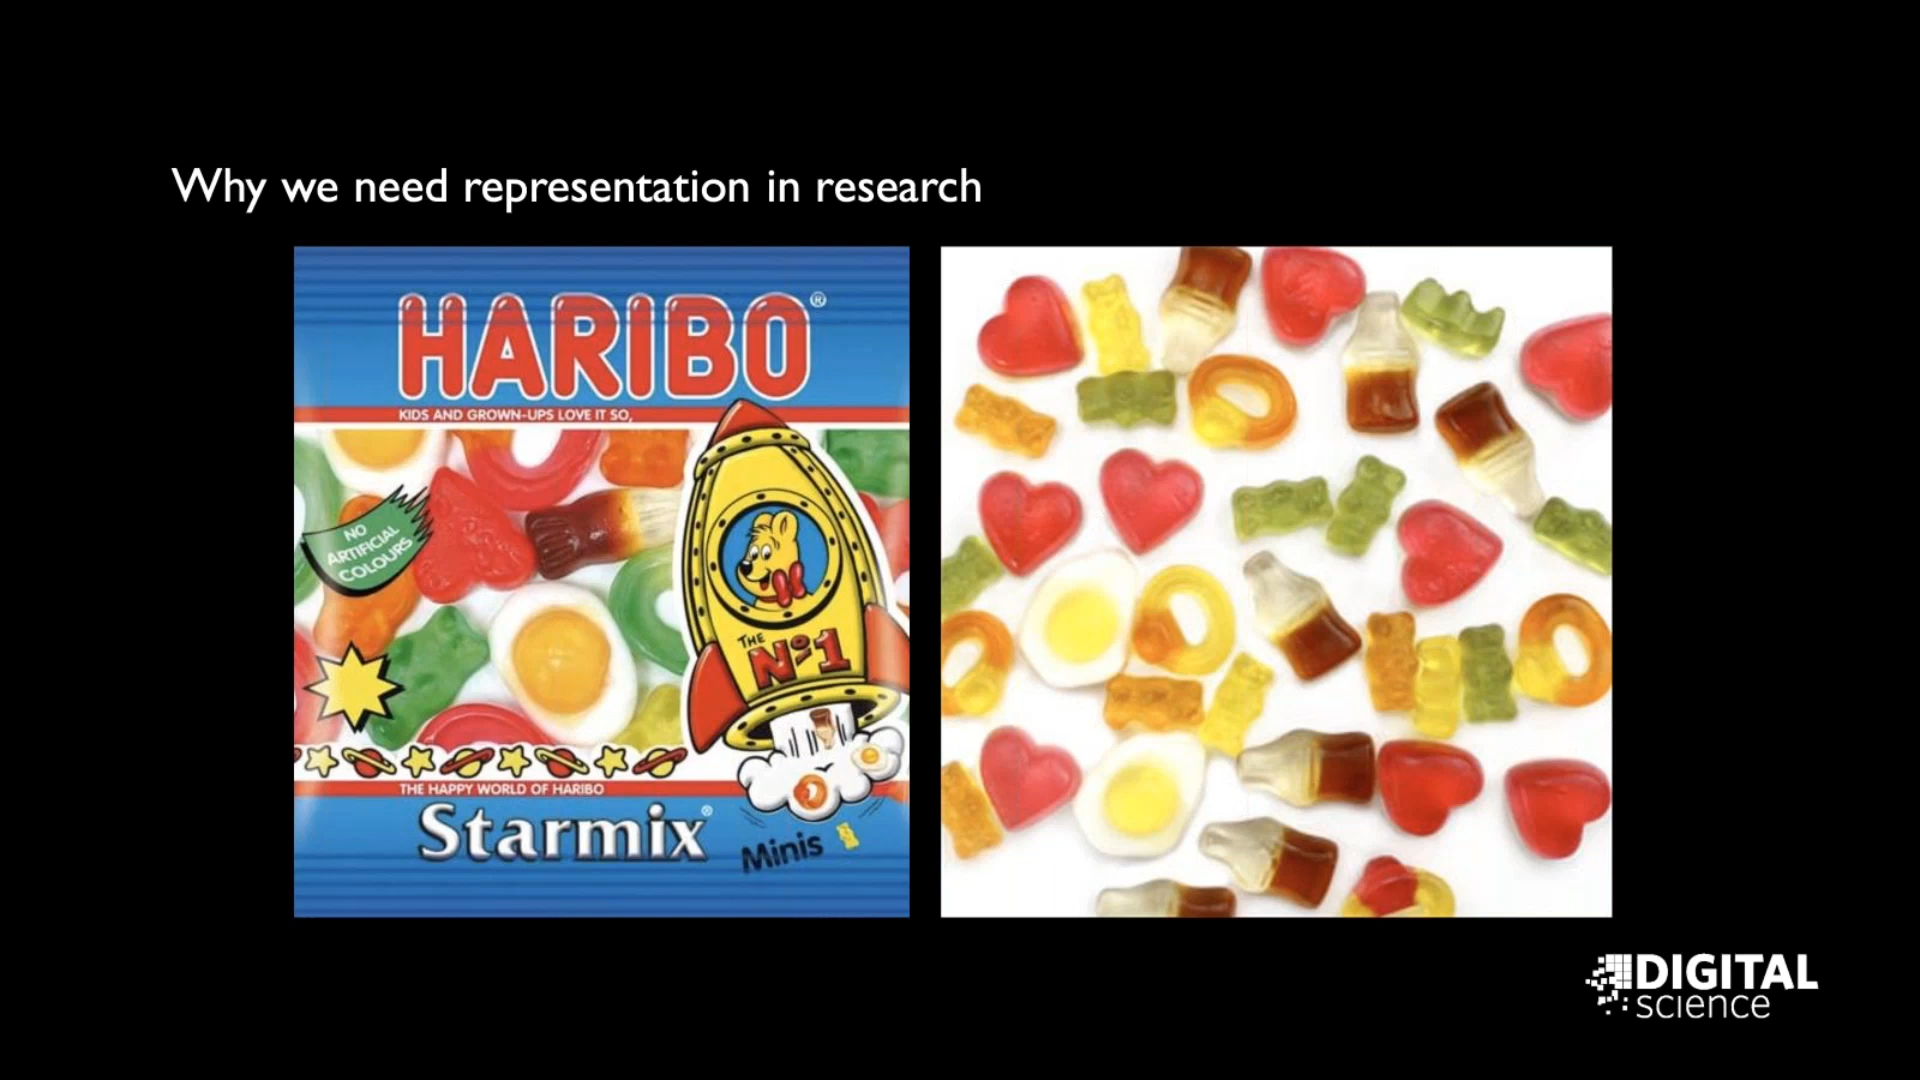 Why we need representation in research
HARIBO®
KIDS AND GROWN-UPS LOVE IT SO,
NO
ARTIFICIAL
COLOURS
THE
Nº1
THE HAPPY WORLD OF HARIBO
Starmix®
Minis
DIGITAL
science